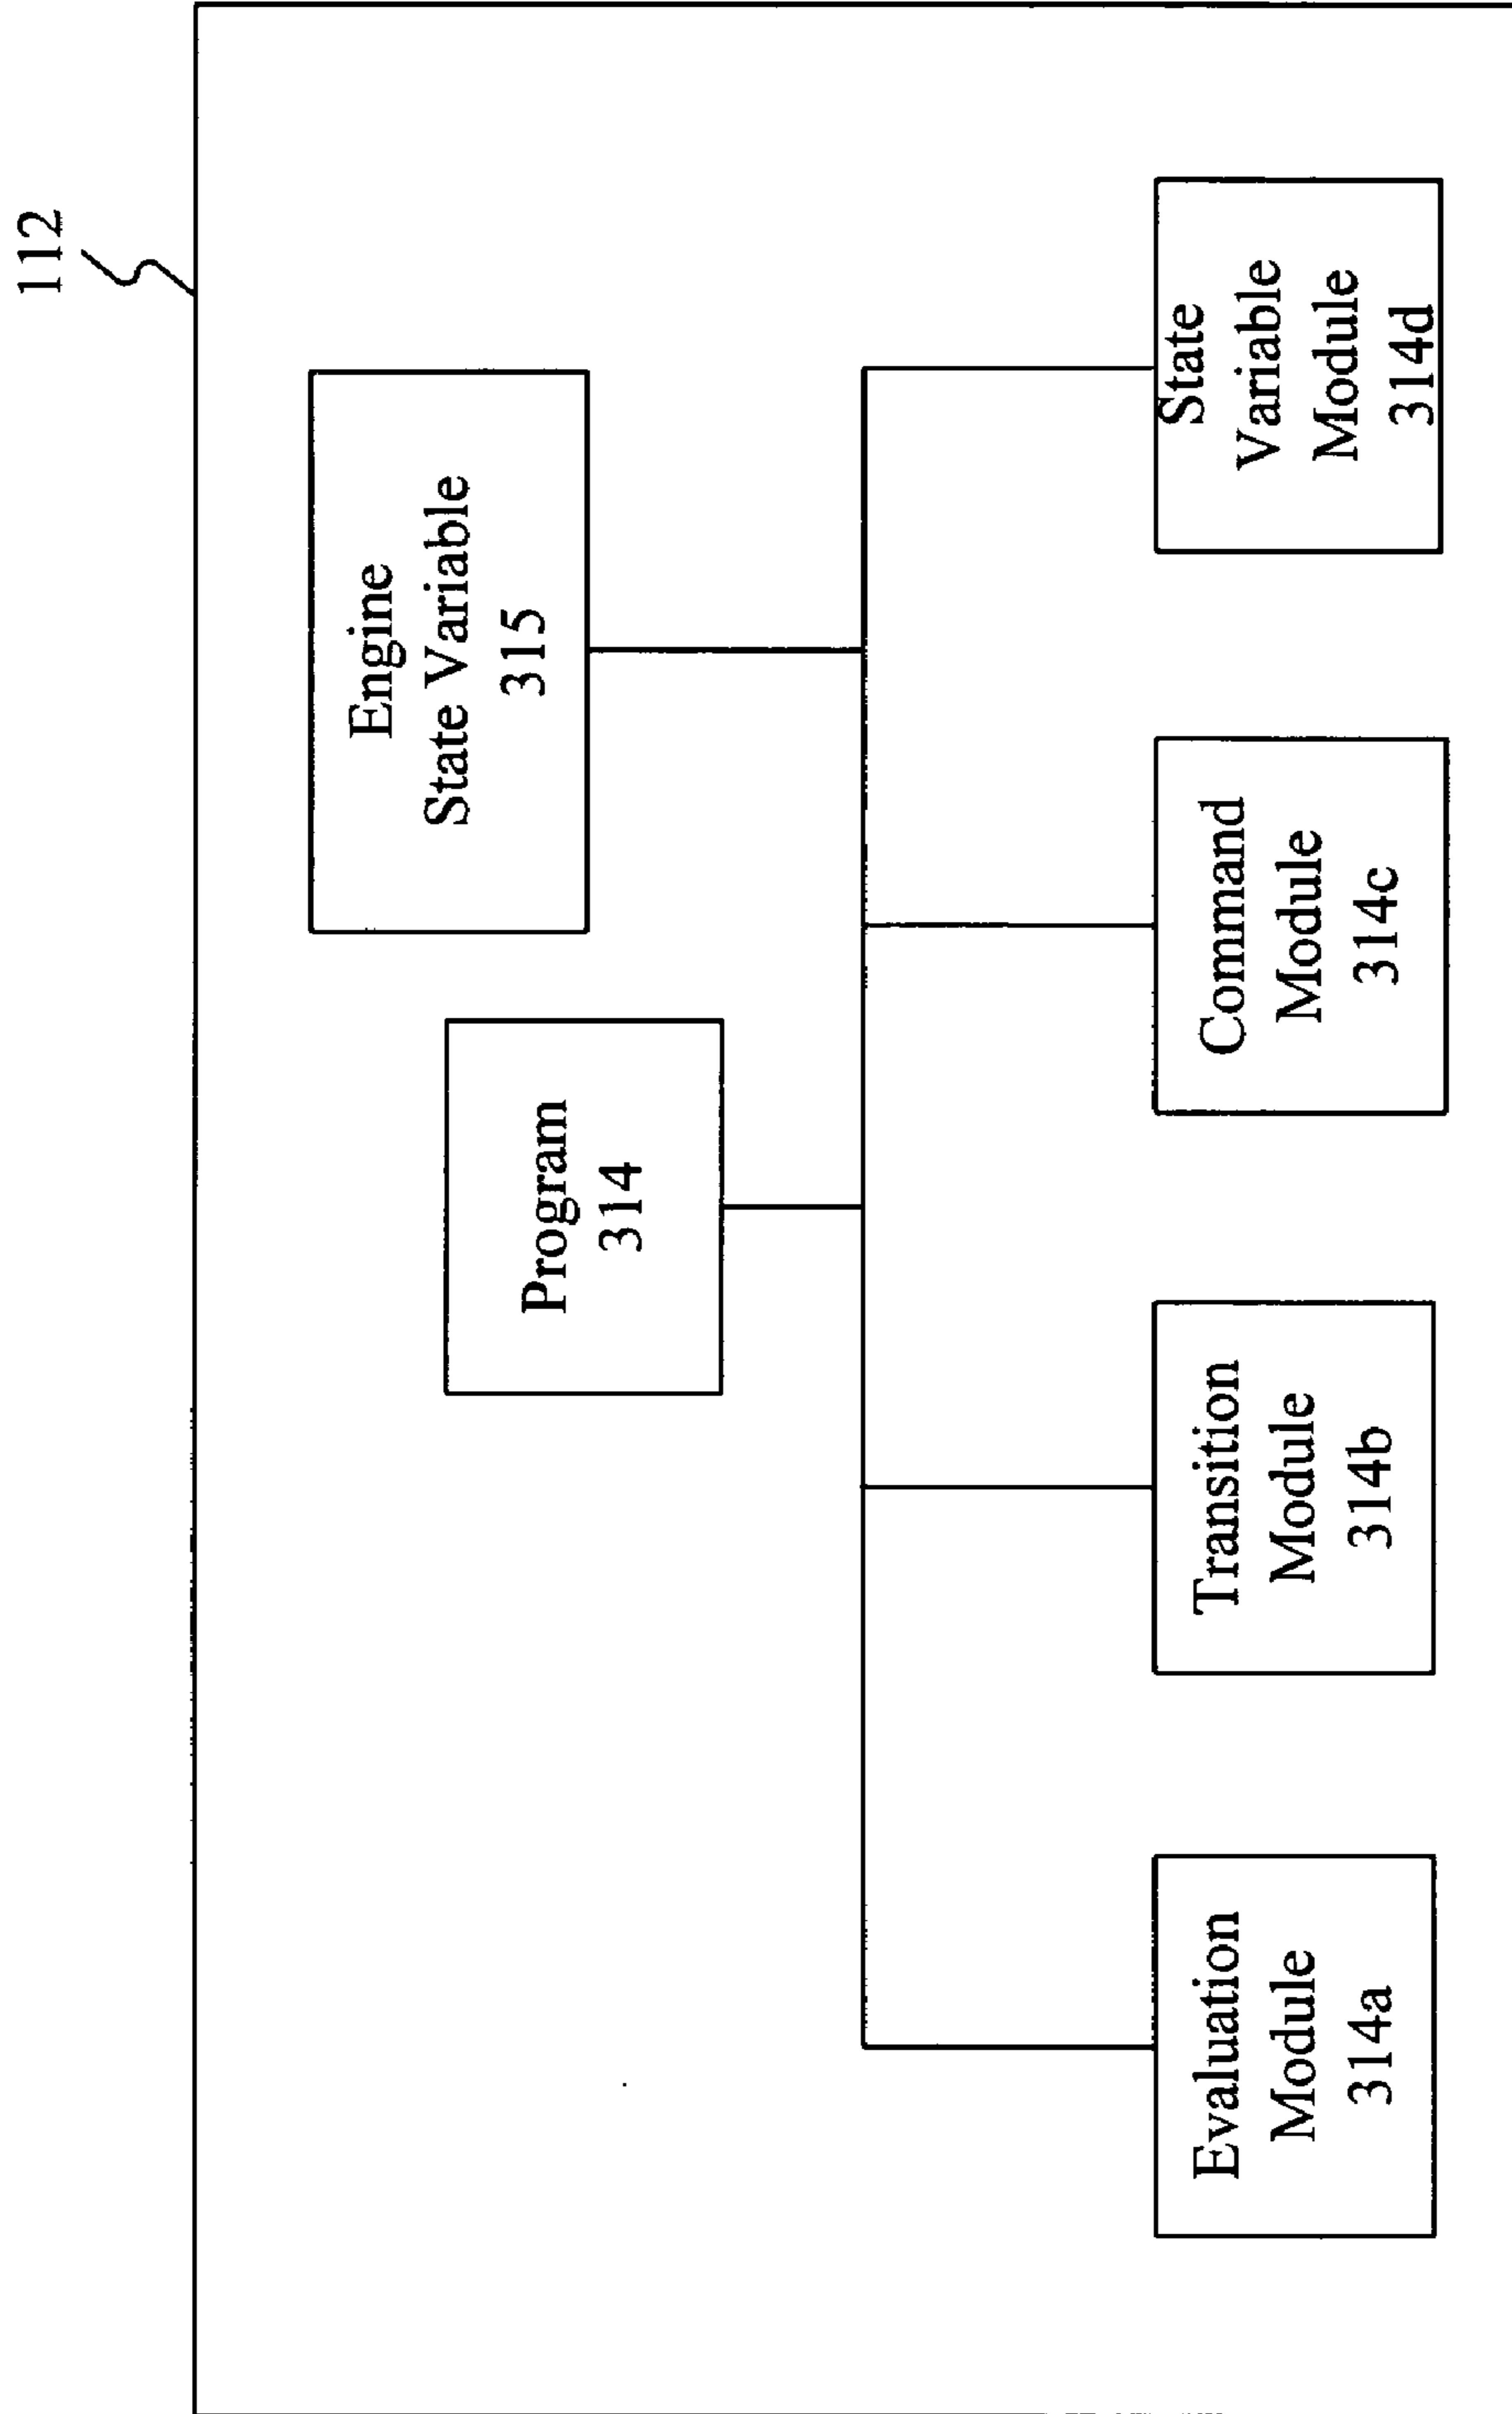 112
Engine
State Variable
315
Program
314
Evaluation
Module
314a
Transition
Module
314b
Command
Module
314c
State
Variable
Module
314d